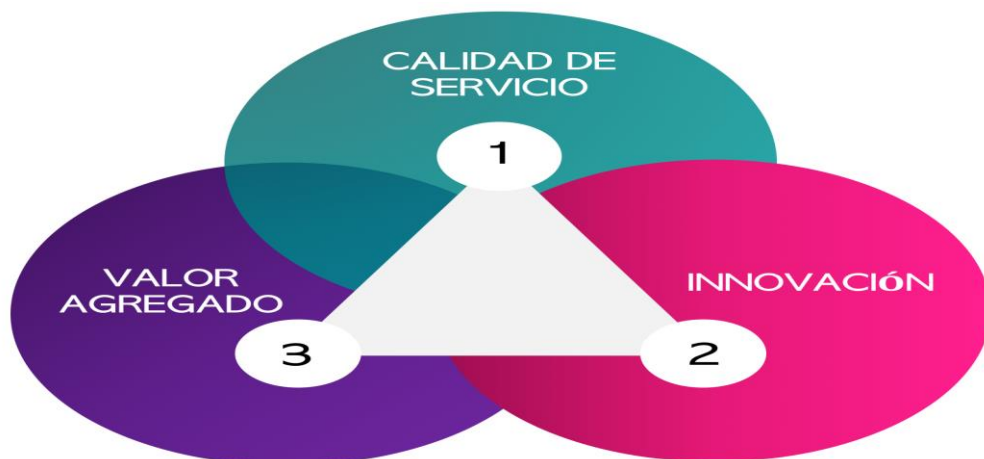 CALIDAD DE
SERVICIO
1
VALOR
AGREGADO
INNOVACIóN
3
2